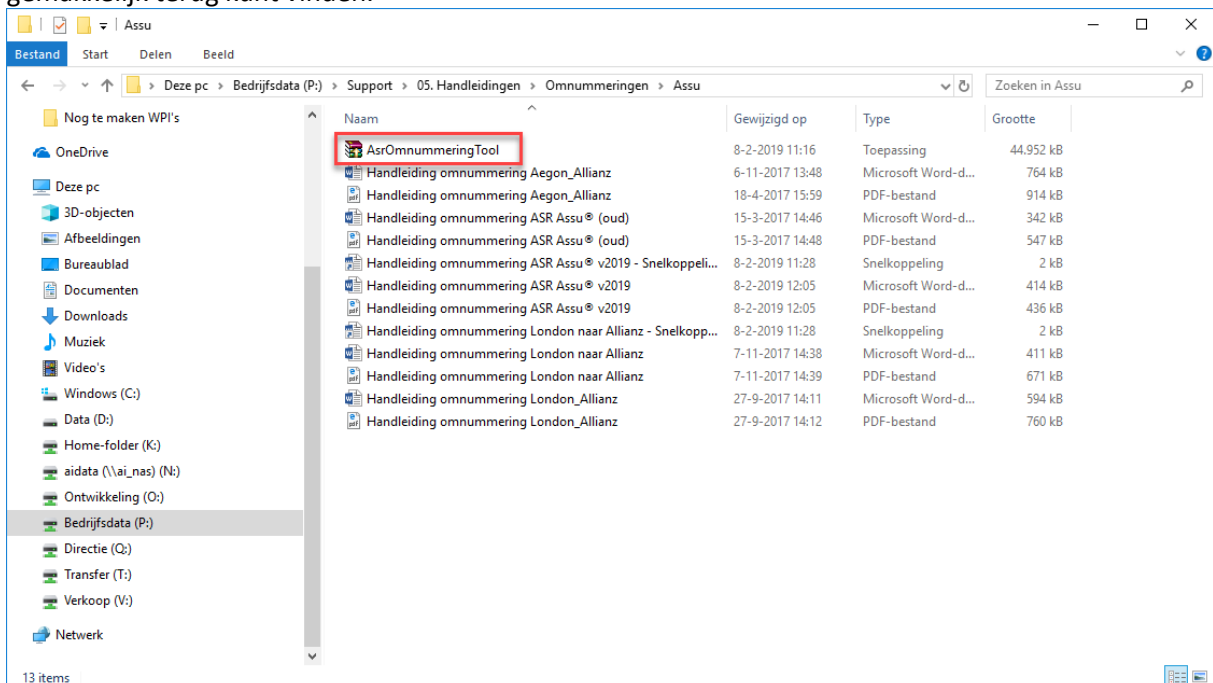 gemakkelijk terug kunt vinden.
Assu
Bestand Start Delen Beeld
Deze pc > Bedrijfsdata (P:) > Support > 05. Handleidingen > Omnummeringen > Assu
Zoeken in Assu
Naam Gewijzigd op Type Grootte
Nog te maken WPI's
OneDrive
Deze pc
3D-objecten
Afbeeldingen
Bureaublad
Documenten
Downloads
Muziek
Video's
Windows (C:)
Data (D:)
Home-folder (K:)
aidata (\\ai_nas) (N:)
Ontwikkeling (O:)
Bedrijfsdata (P:)
Directie (Q:)
Transfer (T:)
Verkoop (V:)
Netwerk
AsrOmnummeringTool 8-2-2019 11:16 Toepassing 44.952 kB
Handleiding omnummering Aegon_Allianz 6-11-2017 13:48 Microsoft Word-d... 764 kB
Handleiding omnummering Aegon_Allianz 18-4-2017 15:59 PDF-bestand 914 kB
Handleiding omnummering ASR Assu® (oud) 15-3-2017 14:46 Microsoft Word-d... 342 kB
Handleiding omnummering ASR Assu® (oud) 15-3-2017 14:48 PDF-bestand 547 kB
Handleiding omnummering ASR Assu® v2019 - Snelkoppeli... 8-2-2019 11:28 Snelkoppeling 2 kB
Handleiding omnummering ASR Assu® v2019 8-2-2019 12:05 Microsoft Word-d... 414 kB
Handleiding omnummering ASR Assu® v2019 8-2-2019 12:05 PDF-bestand 436 kB
Handleiding omnummering London naar Allianz - Snelkopp... 8-2-2019 11:28 Snelkoppeling 2 kB
Handleiding omnummering London naar Allianz 7-11-2017 14:38 Microsoft Word-d... 411 kB
Handleiding omnummering London naar Allianz 7-11-2017 14:39 PDF-bestand 671 kB
Handleiding omnummering London_Allianz 27-9-2017 14:11 Microsoft Word-d... 594 kB
Handleiding omnummering London_Allianz 27-9-2017 14:12 PDF-bestand 760 kB
13 items